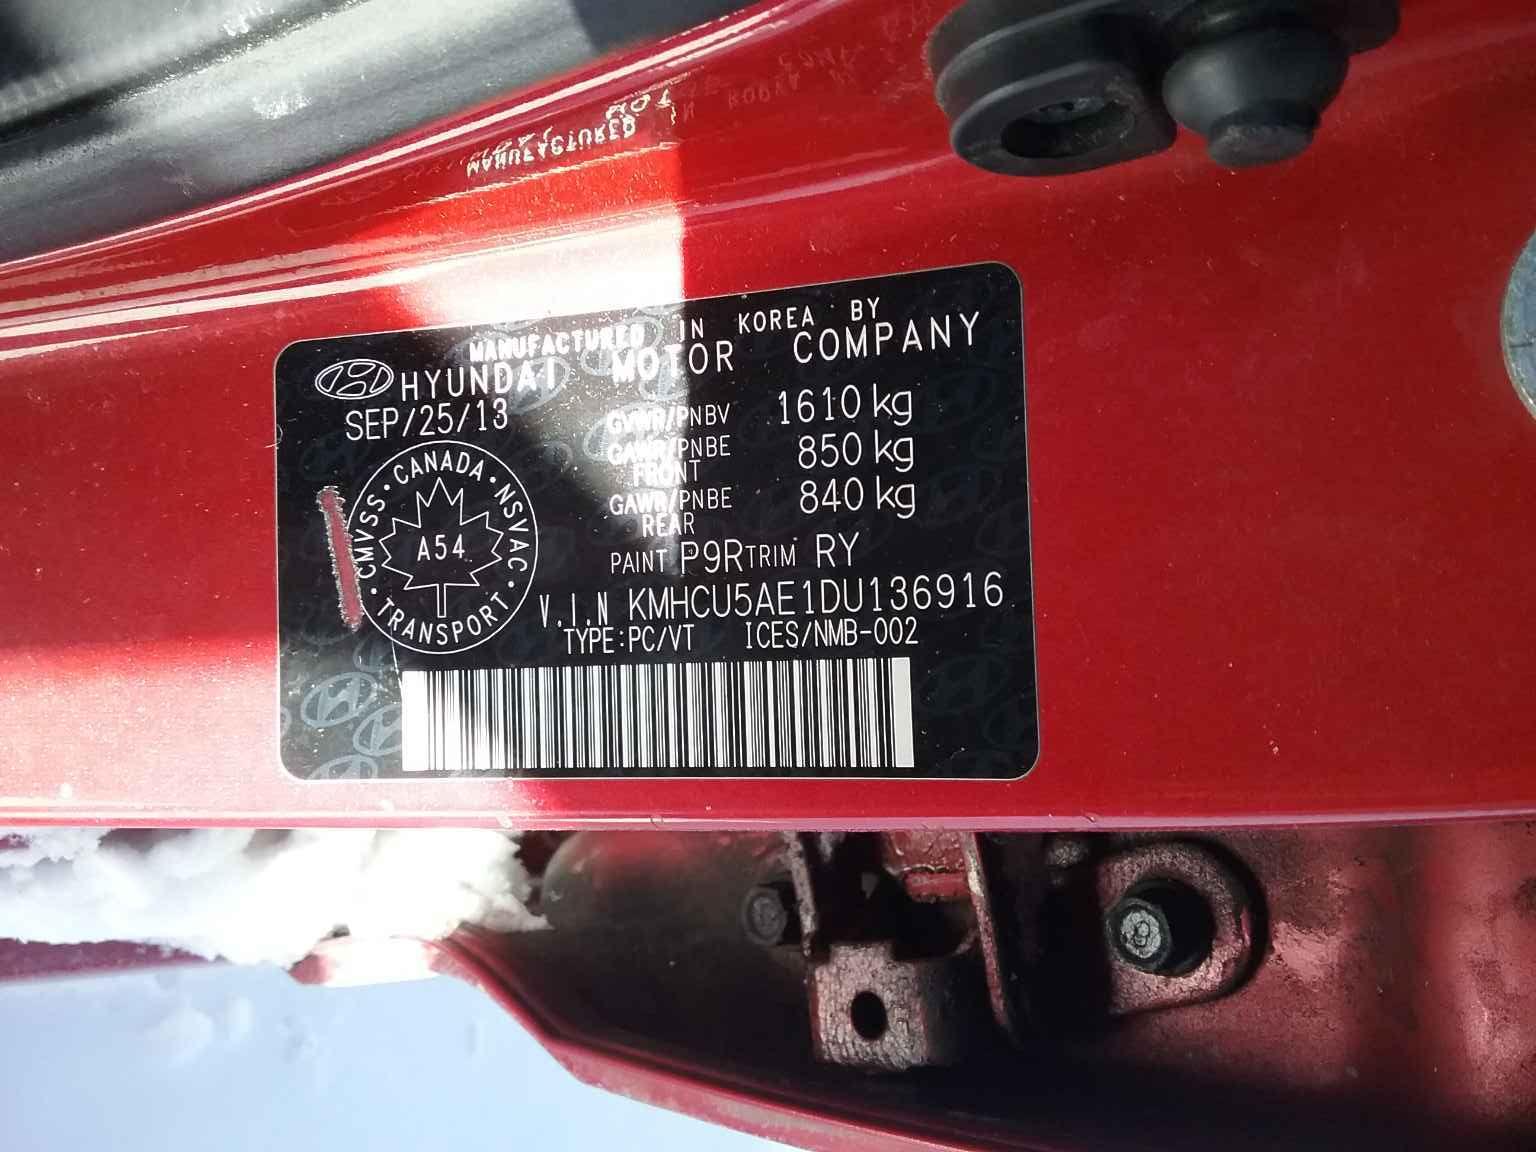 MANUFACTURED IN KOREA BY
HYUNDAI MOTOR COMPANY
SEP/25/13
GVWR/PNBV 1610 kg
GAWR/PNBE FRONT 850 kg
GAWR/PNBE REAR 840 kg
CANADA · NSVAC · TRANSPORT · CMVSS ·
A54
PAINT P9R TRIM RY
V.I.N KMHCU5AE1DU136916
TYPE:PC/VT ICES/NMB-002
8